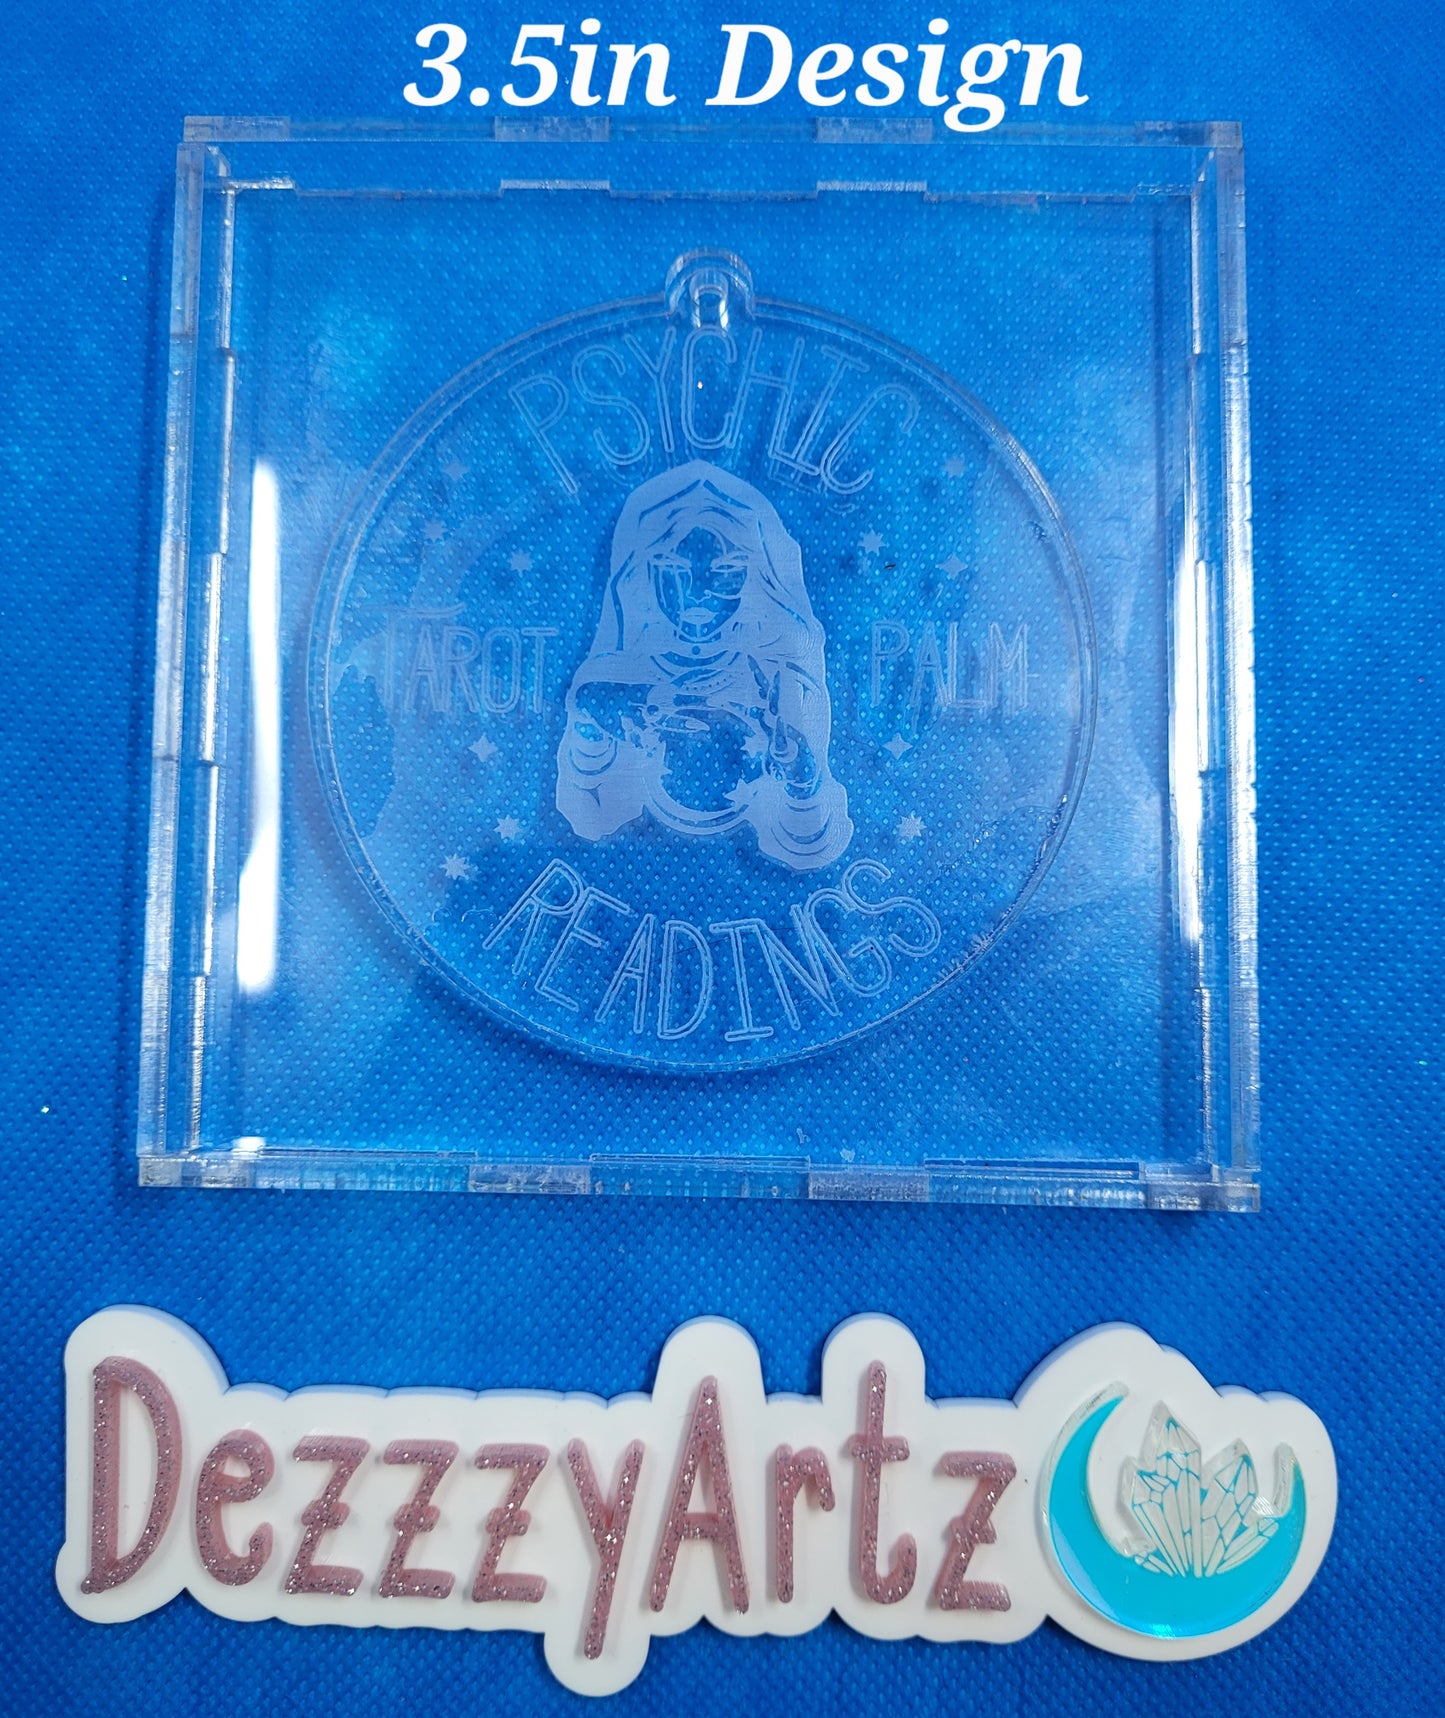 3.5in Design
PSYCHIC
TAROT PALM
READINGS
DezzzyArtz